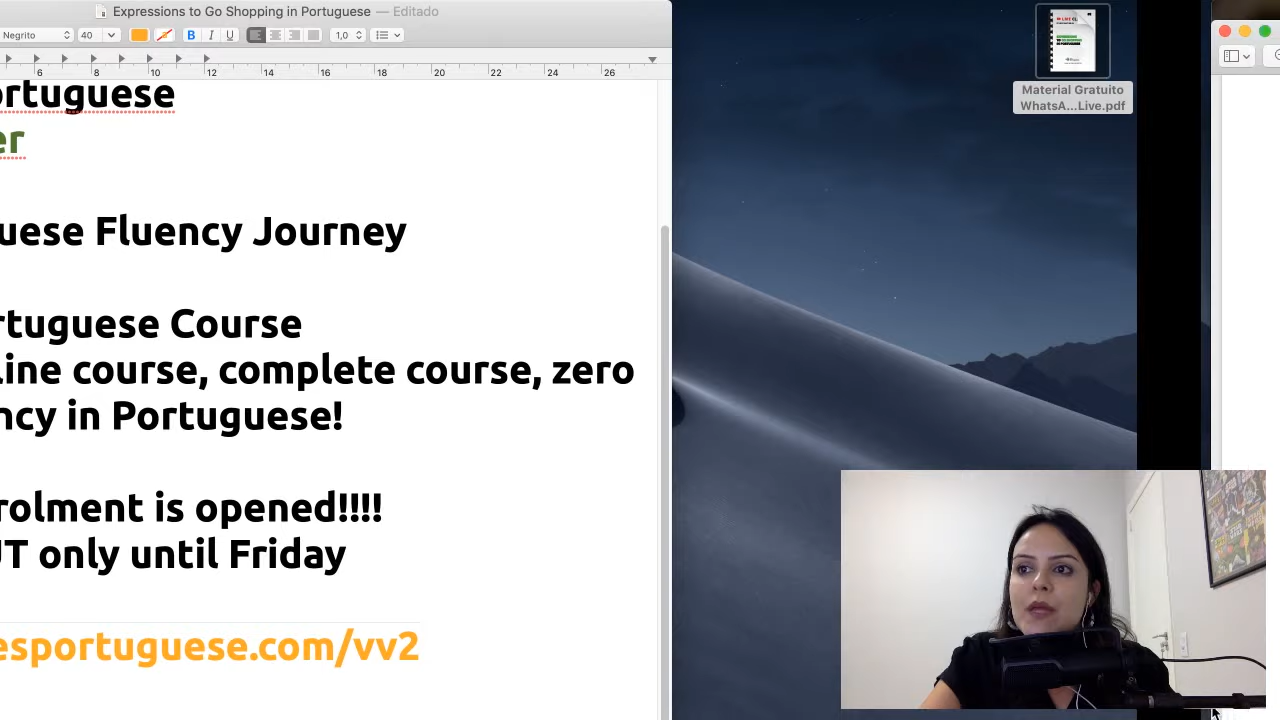 Expressions to Go Shopping in Portuguese — Editado
Negrito 40 B I U 1,0
6 8 10 12 14 16 18 20 22 24 26
ortuguese
er
uese Fluency Journey
rtuguese Course
line course, complete course, zero
ncy in Portuguese!
rolment is opened!!!!
UT only until Friday
esportuguese.com/vv2
Material Gratuito
WhatsA...Live.pdf